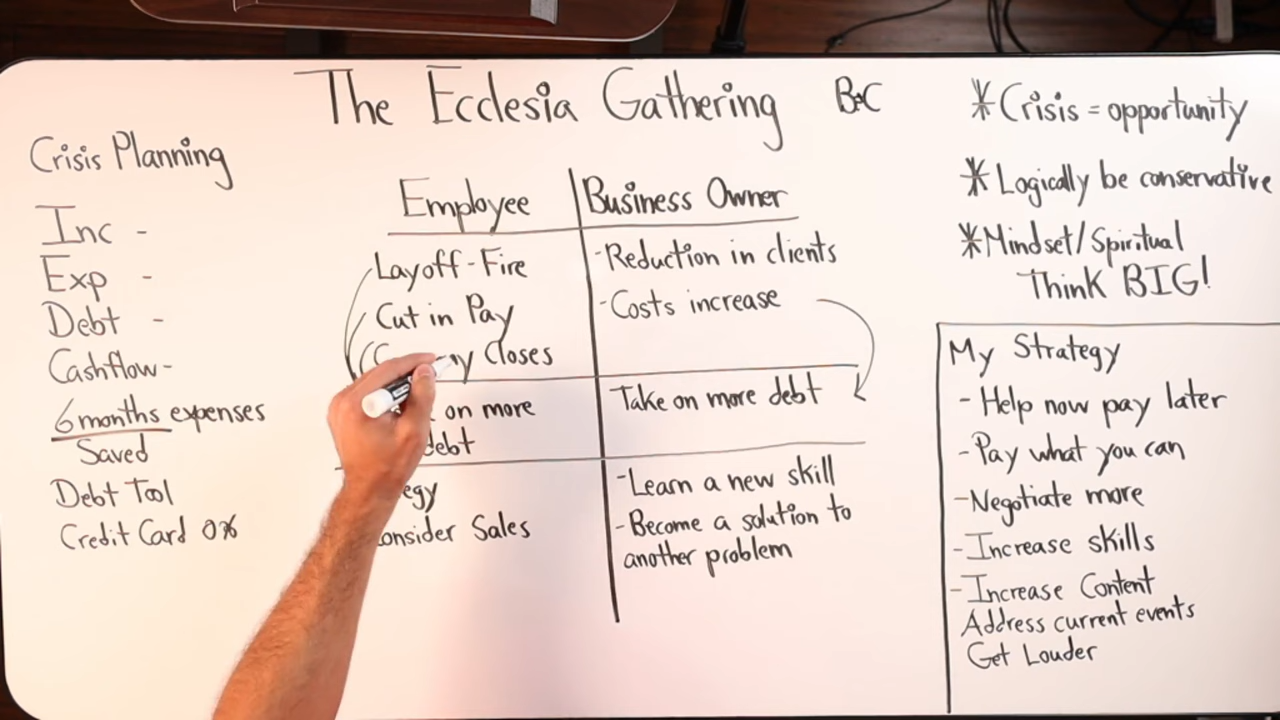 The Ecclesia Gathering
Crisis Planning
Inc -
Exp -
Debt -
Cashflow-
6 months expenses
Saved
Debt Tool
Credit Card 0%
Employee
Layoff-Fire
Cut in Pay
Closes
on more
debt
Consider Sales
Business Owner
-Reduction in clients
-Costs increase
Take on more debt
-Learn a new skill
-Become a solution to
another problem
*Crisis = opportunity
*Logically be conservative
*Mindset/Spiritual
Think BIG!
My Strategy
- Help now pay later
-Pay what you can
-Negotiate more
-Increase skills
-Increase Content
Address current events
Get Louder